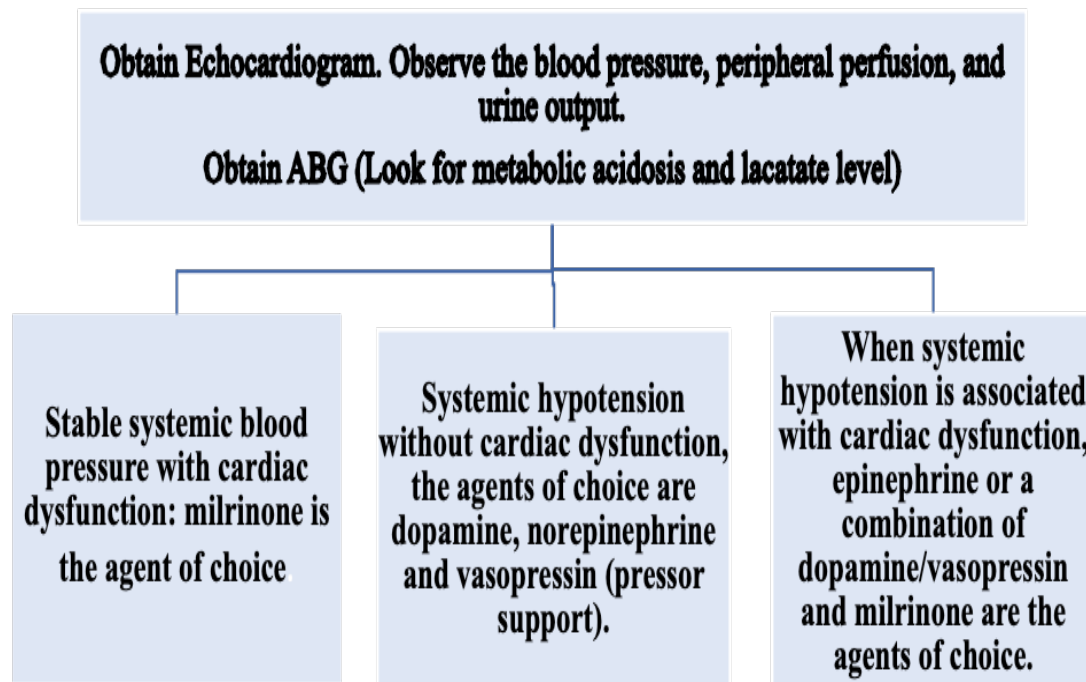 Obtain Echocardiogram. Observe the blood pressure, peripheral perfusion, and
urine output.
Obtain ABG (Look for metabolic acidosis and lacatate level)
Stable systemic blood
pressure with cardiac
dysfunction: milrinone is
the agent of choice.
Systemic hypotension
without cardiac dysfunction,
the agents of choice are
dopamine, norepinephrine
and vasopressin (pressor
support).
When systemic
hypotension is associated
with cardiac dysfunction,
epinephrine or a
combination of
dopamine/vasopressin
and milrinone are the
agents of choice.